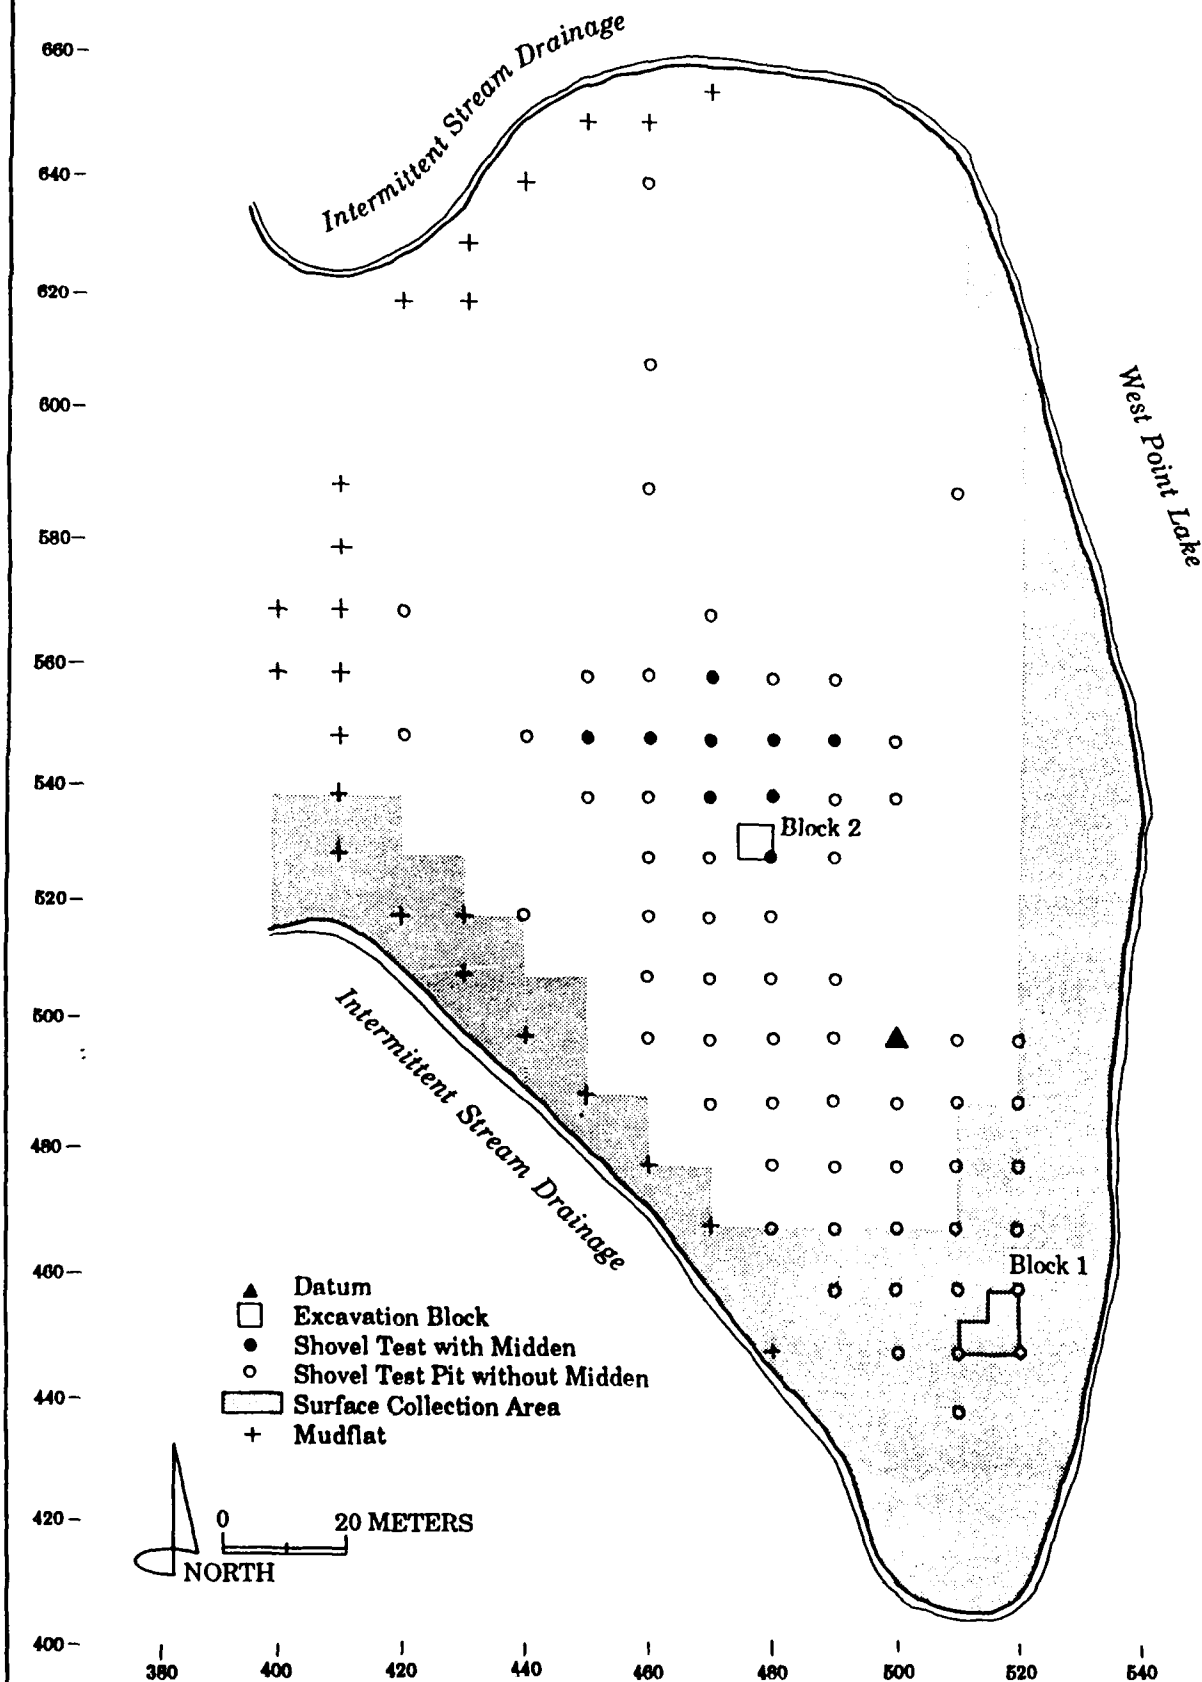 Intermittent Stream Drainage
660
640
620
600
West Point Lake
580
560
540
Block 2
520
500
Intermittent Stream Drainage
480
460
Block 1
Datum
Excavation Block
Shovel Test with Midden
Shovel Test Pit without Midden
Surface Collection Area
+ Mudflat
440
420
0 20 METERS
NORTH
400
380 400 420 440 460 480 500 520 540